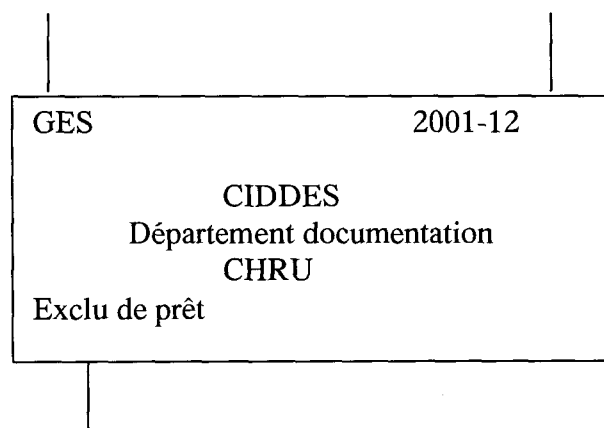 GES 2001-12
CIDDES
Département documentation
CHRU
Exclu de prêt